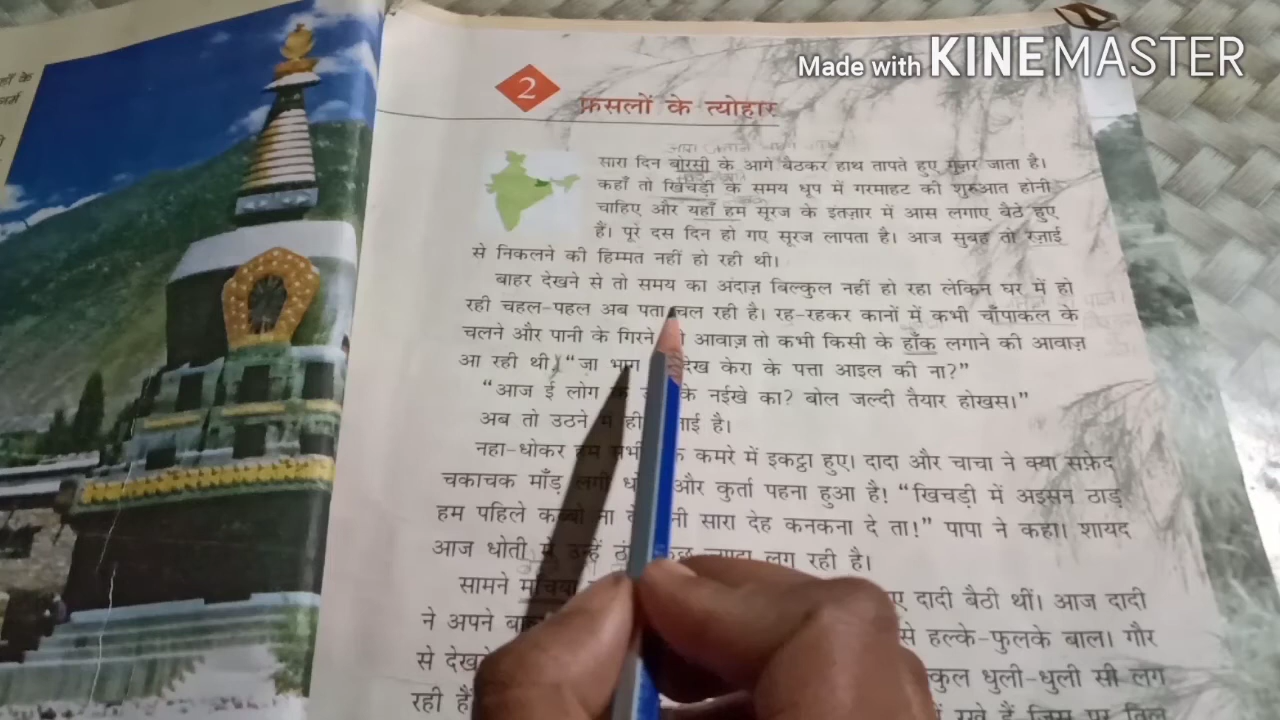 Made with KINEMASTER
2
फ़सलों के त्योहार
सारा दिन बोरसी के आगे बैठकर हाथ तापते हुए गुज़र जाता है।
कहाँ तो खिचड़ी के समय धूप में गरमाहट की शुरुआत होनी
चाहिए और यहाँ हम सूरज के इंतज़ार में आस लगाए बैठे हुए
हैं। पूरे दस दिन हो गए सूरज लापता है। आज सुबह तो रज़ाई
से निकलने की हिम्मत नहीं हो रही थी।
बाहर देखने से तो समय का अंदाज़ बिल्कुल नहीं हो रहा लेकिन घर में हो
रही चहल-पहल अब पता चल रही है। रह-रहकर कानों में कभी चाँपाकल के
चलने और पानी के गिरने आवाज़ तो कभी किसी के हाँक लगाने की आवाज़
आ रही थी। “जा भाग देख केरा के पत्ता आइल की ना?”
“आज ई लोग के नईखे का? बोल जल्दी तैयार होखस।”
अब तो उठने में ही है।
नहा-धोकर हम सभी कमरे में इकट्ठा हुए। दादा और चाचा ने क्या सफ़ेद
चकाचक माँड़ लगी और कुर्ता पहना हुआ है! “खिचड़ी में अइसन ठाड़
हम पहिले कब्बो ना सारा देह कनकना दे ता!” पापा ने कहा। शायद
आज धोती में उन्हें लग रही है।
सामने मचिया दादी बैठी थीं। आज दादी
ने अपने से हल्के-फुलके बाल। गौर
से धुली-धुली सी लग
रही हैं